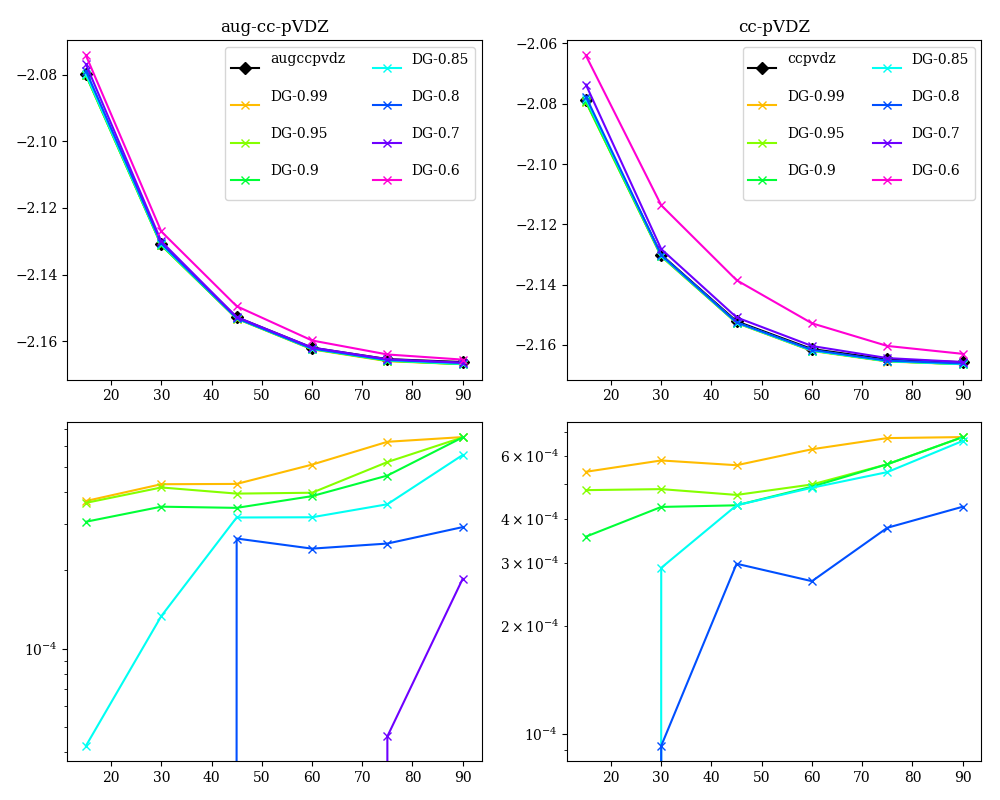 aug-cc-pVDZ
−2.08
−2.10
−2.12
−2.14
−2.16
20 30 40 50 60 70 80 90
augccpvdz
DG-0.99
DG-0.95
DG-0.9
DG-0.85
DG-0.8
DG-0.7
DG-0.6
cc-pVDZ
−2.06
−2.08
−2.10
−2.12
−2.14
−2.16
20 30 40 50 60 70 80 90
ccpvdz
DG-0.99
DG-0.95
DG-0.9
DG-0.85
DG-0.8
DG-0.7
DG-0.6
10⁻⁴
20 30 40 50 60 70 80 90
6 × 10⁻⁴
4 × 10⁻⁴
3 × 10⁻⁴
2 × 10⁻⁴
10⁻⁴
20 30 40 50 60 70 80 90